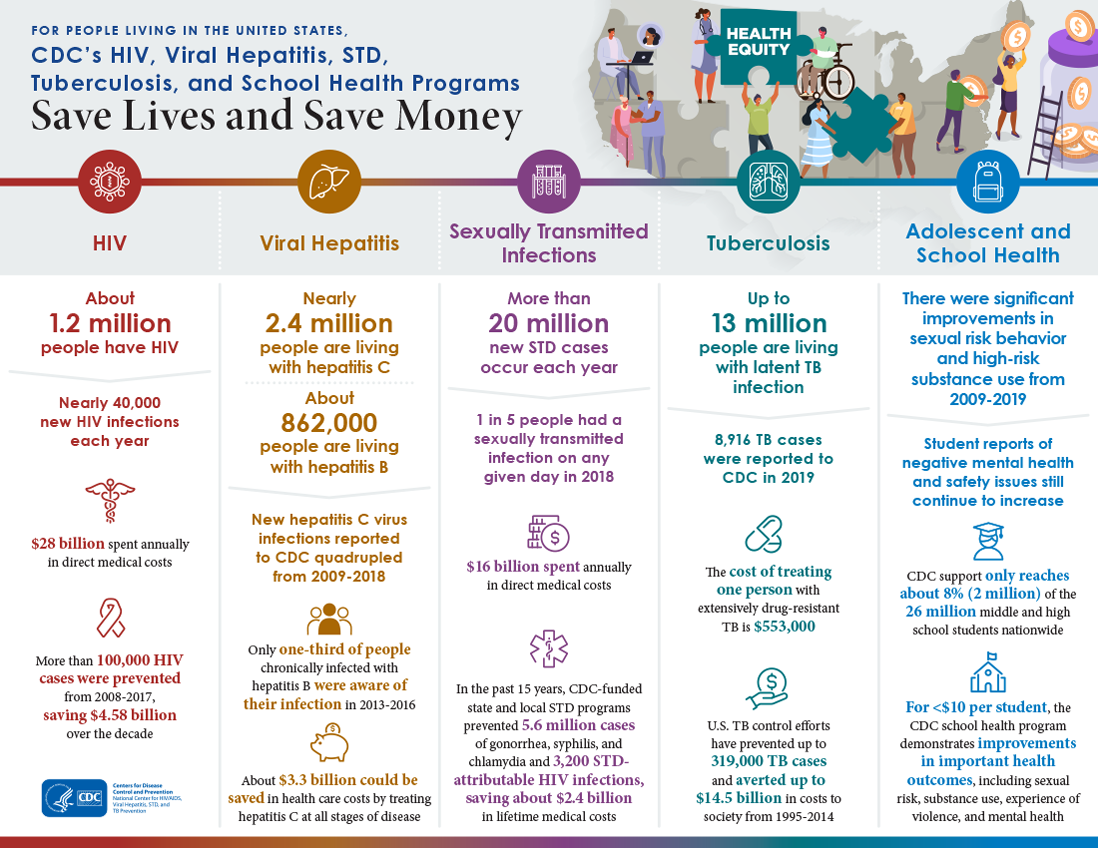 FOR PEOPLE LIVING IN THE UNITED STATES,
CDC's HIV, Viral Hepatitis, STD,
Tuberculosis, and School Health Programs
Save Lives and Save Money
HEALTH
EQUITY
HIV
About
1.2 million
people have HIV
Nearly 40,000
new HIV infections
each year
$28 billion spent annually
in direct medical costs
More than 100,000 HIV
cases were prevented
from 2008-2017,
saving $4.58 billion
over the decade
CDC
Centers for Disease
Control and Prevention
National Center for HIV/AIDS,
Viral Hepatitis, STD, and
TB Prevention
Viral Hepatitis
Nearly
2.4 million
people are living
with hepatitis C
About
862,000
people are living
with hepatitis B
New hepatitis C virus
infections reported
to CDC quadrupled
from 2009-2018
Only one-third of people
chronically infected with
hepatitis B were aware of
their infection in 2013-2016
About $3.3 billion could be
saved in health care costs by treating
hepatitis C at all stages of disease
Sexually Transmitted
Infections
More than
20 million
new STD cases
occur each year
1 in 5 people had a
sexually transmitted
infection on any
given day in 2018
$16 billion spent annually
in direct medical costs
In the past 15 years, CDC-funded
state and local STD programs
prevented 5.6 million cases
of gonorrhea, syphilis, and
chlamydia and 3,200 STD-
attributable HIV infections,
saving about $2.4 billion
in lifetime medical costs
Tuberculosis
Up to
13 million
people are living
with latent TB
infection
8,916 TB cases
were reported to
CDC in 2019
The cost of treating
one person with
extensively drug-resistant
TB is $553,000
U.S. TB control efforts
have prevented up to
319,000 TB cases
and averted up to
$14.5 billion in costs to
society from 1995-2014
Adolescent and
School Health
There were significant
improvements in
sexual risk behavior
and high-risk
substance use from
2009-2019
Student reports of
negative mental health
and safety issues still
continue to increase
CDC support only reaches
about 8% (2 million) of the
26 million middle and high
school students nationwide
For <$10 per student, the
CDC school health program
demonstrates improvements
in important health
outcomes, including sexual
risk, substance use, experience of
violence, and mental health